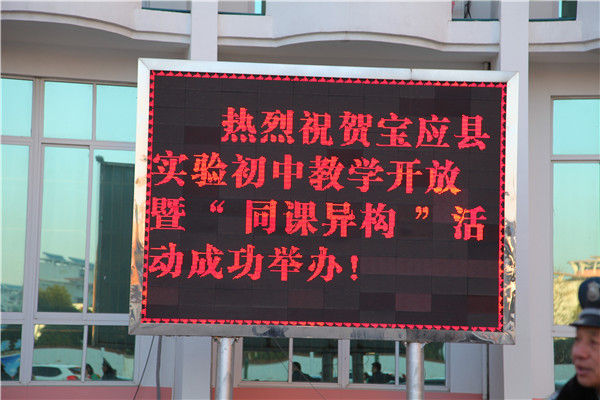 热烈祝贺宝应县
实验初中教学开放
暨“同课异构”活
动成功举办！